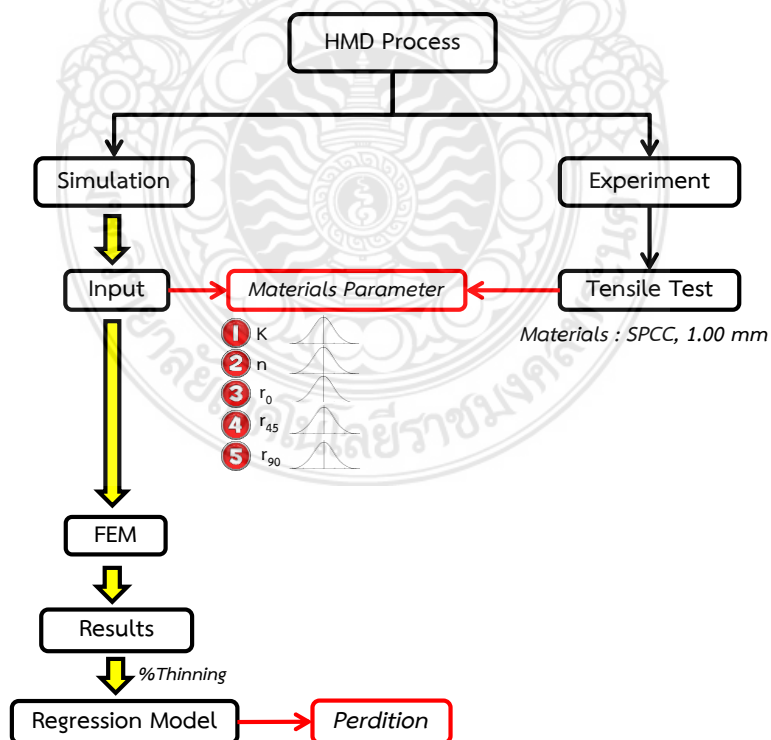 HMD Process
Simulation
Experiment
Input
Materials Parameter
Tensile Test
Materials : SPCC, 1.00 mm
1 K
2 n
3 r0
4 r45
5 r90
FEM
Results
%Thinning
Regression Model
Perdition